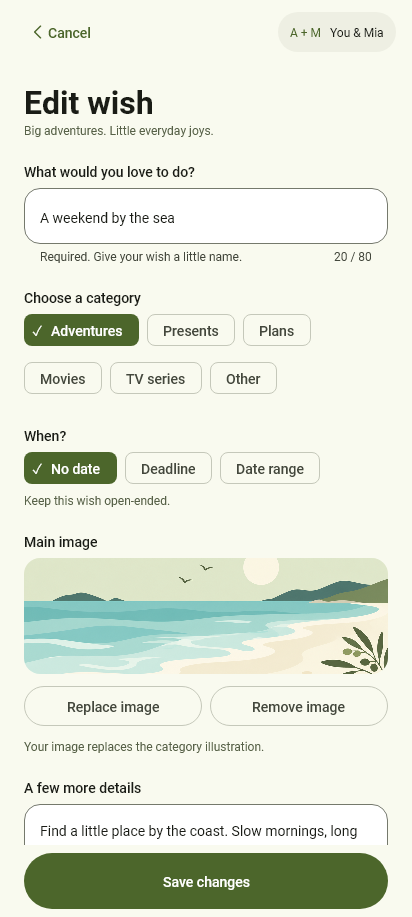 Cancel
A + M You & Mia
Edit wish
Big adventures. Little everyday joys.
What would you love to do?
A weekend by the sea
Required. Give your wish a little name. 20 / 80
Choose a category
Adventures Presents Plans
Movies TV series Other
When?
No date Deadline Date range
Keep this wish open-ended.
Main image
Replace image Remove image
Your image replaces the category illustration.
A few more details
Find a little place by the coast. Slow mornings, long
Save changes